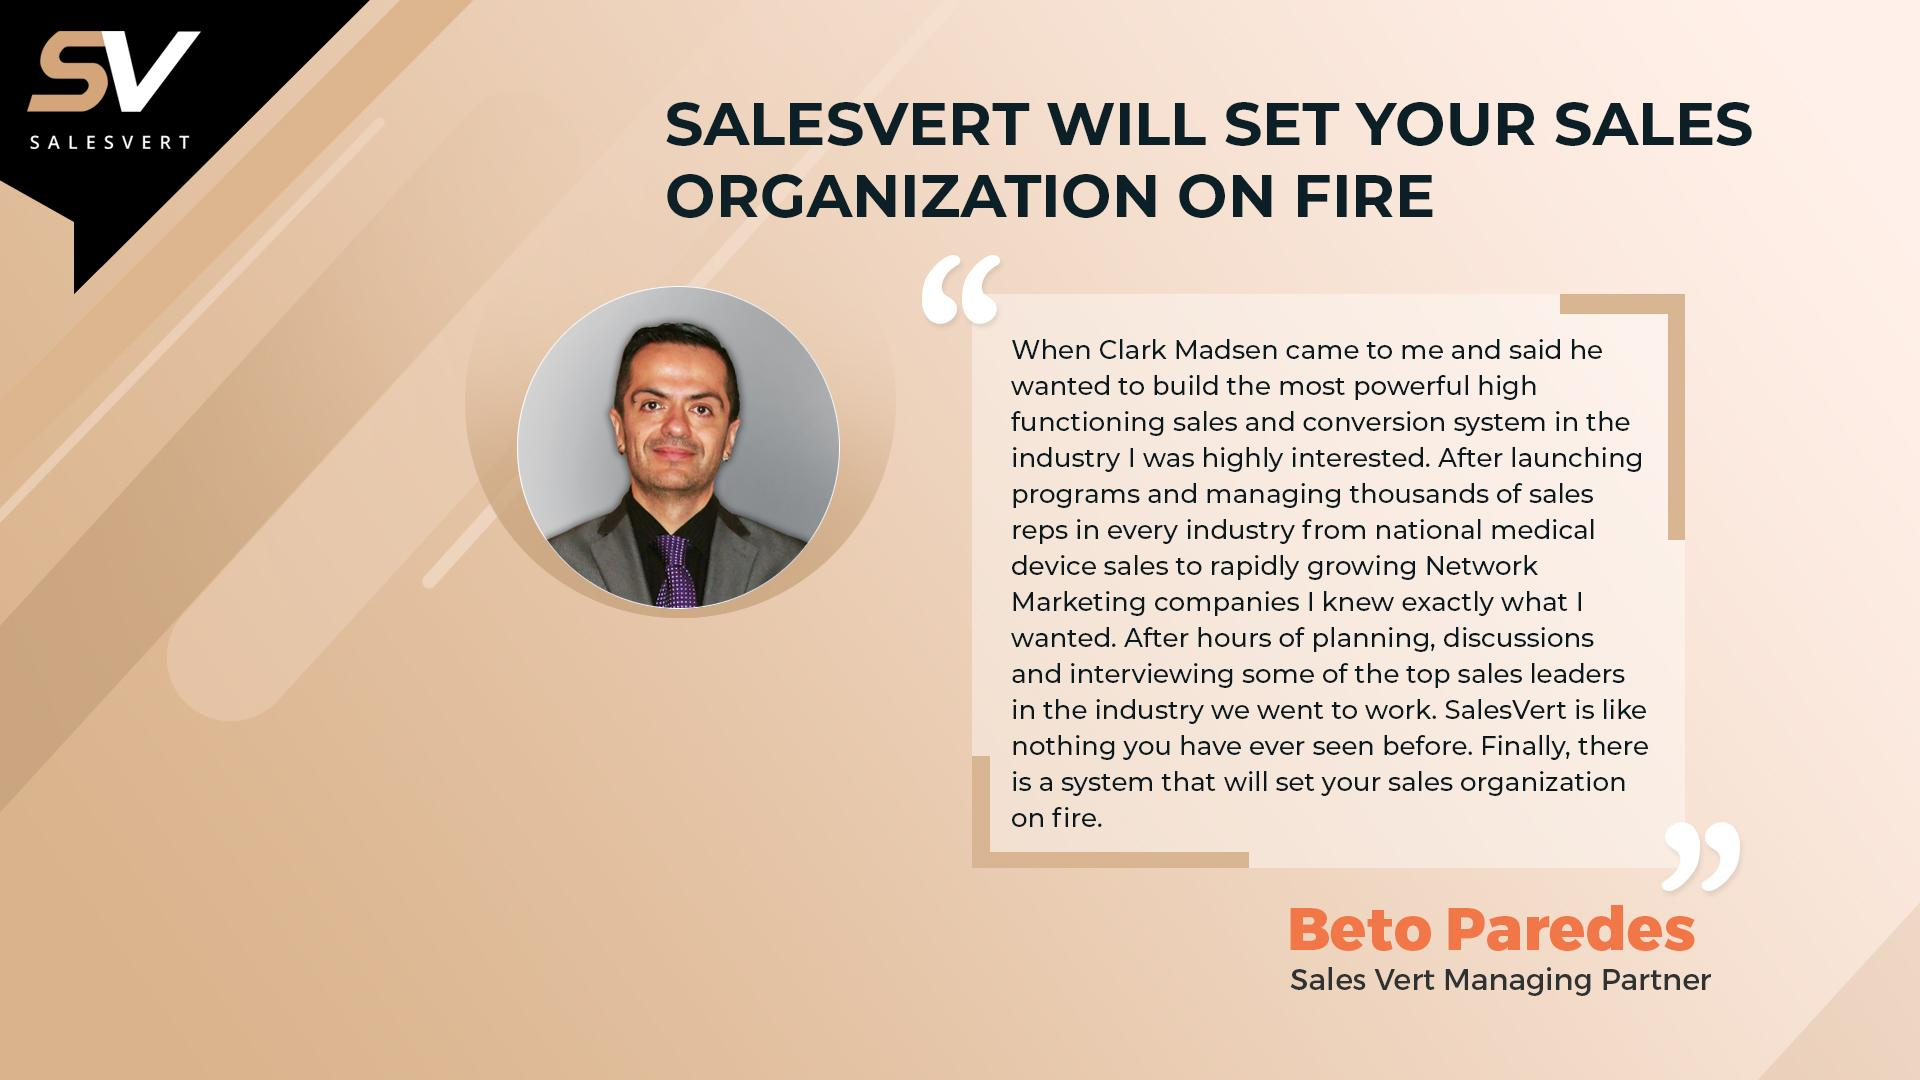 SV
SALESVERT
SALESVERT WILL SET YOUR SALES
ORGANIZATION ON FIRE
“
When Clark Madsen came to me and said he
wanted to build the most powerful high
functioning sales and conversion system in the
industry I was highly interested. After launching
programs and managing thousands of sales
reps in every industry from national medical
device sales to rapidly growing Network
Marketing companies I knew exactly what I
wanted. After hours of planning, discussions
and interviewing some of the top sales leaders
in the industry we went to work. SalesVert is like
nothing you have ever seen before. Finally, there
is a system that will set your sales organization
on fire.
”
Beto Paredes
Sales Vert Managing Partner